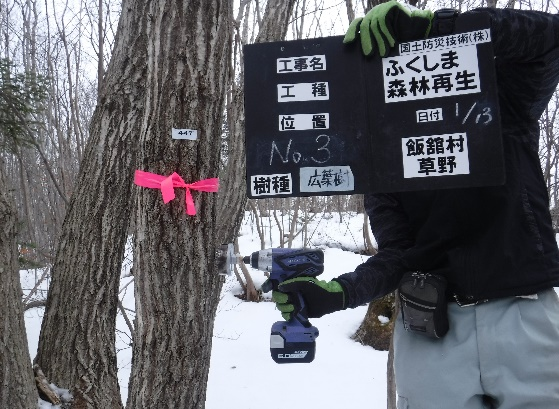 447
国土防災技術(株)
工事名
ふくしま
森林再生
工種
位置
日付 1/13
No.3
飯舘村
草野
樹種 広葉樹
6.0